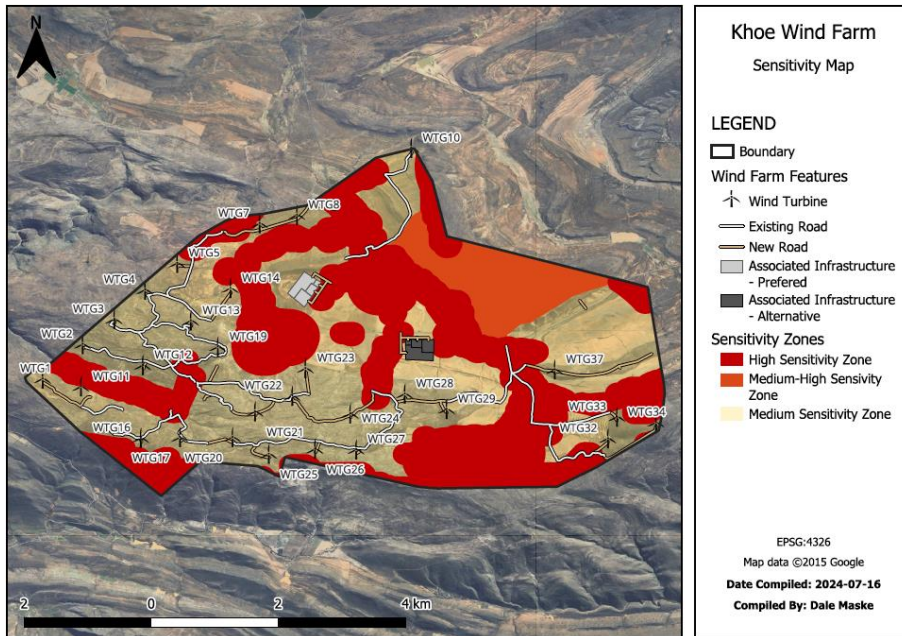 N
WTG10
WTG7
WTG8
WTG5
WTG4
WTG14
WTG3
WTG13
WTG2
WTG19
WTG12
WTG23
WTG37
WTG1
WTG11
WTG22
WTG28
WTG29
WTG33
WTG34
WTG24
WTG16
WTG32
WTG21
WTG27
WTG17
WTG20
WTG26
WTG25
2 0 2 4 km
Khoe Wind Farm
Sensitivity Map
LEGEND
Boundary
Wind Farm Features
Wind Turbine
Existing Road
New Road
Associated Infrastructure
- Prefered
Associated Infrastructure -
Alternative
Sensitivity Zones
High Sensitivity Zone
Medium-High Sensivity
Zone
Medium Sensitivity Zone
EPSG:4326
Map data ©2015 Google
Date Compiled: 2024-07-16
Compiled By: Dale Maske